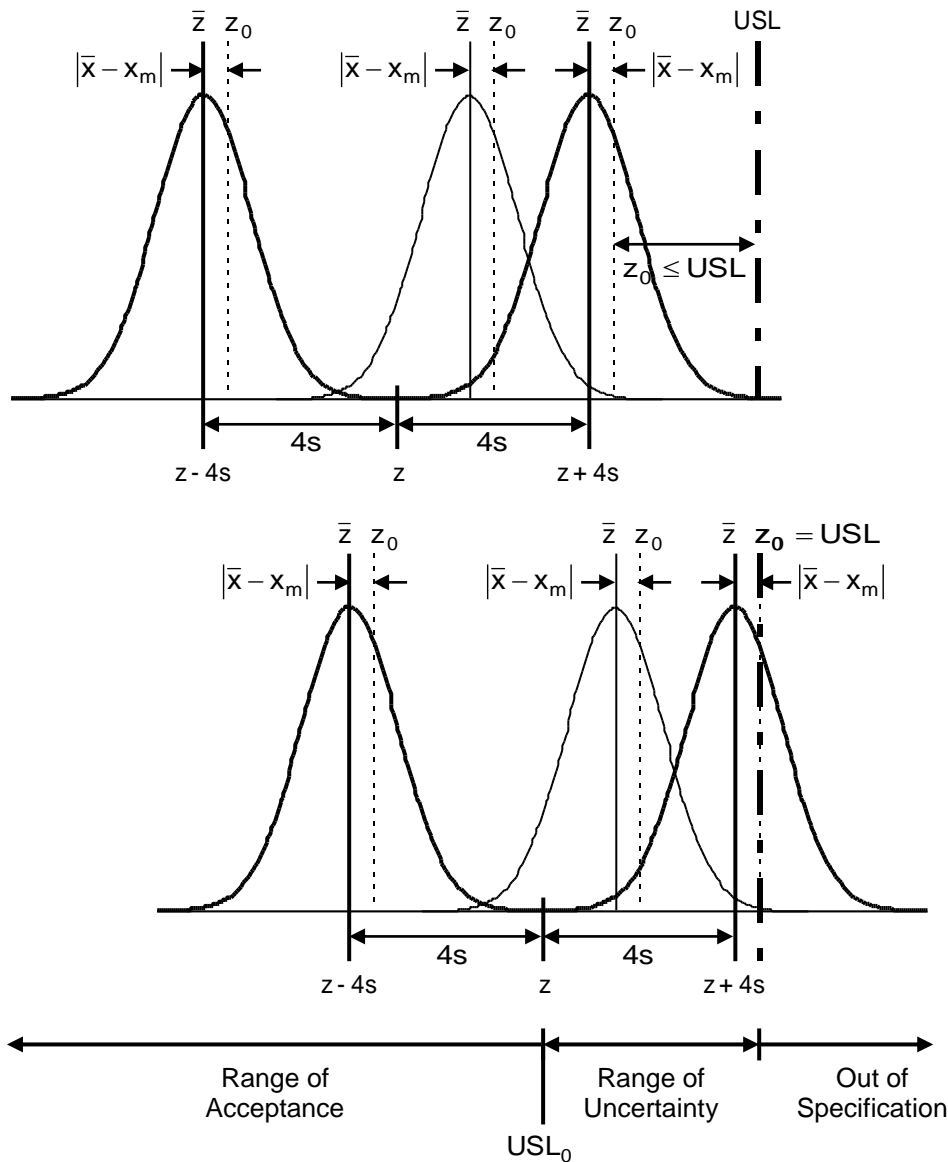 z̅ z₀ z̅ z₀ z̅ z₀ USL
|x̅ − xₘ| |x̅ − xₘ| |x̅ − xₘ|
z₀ ≤ USL
4s 4s
z - 4s z z + 4s
z̅ z₀ z̅ z₀ z̅ z₀ = USL
|x̅ − xₘ| |x̅ − xₘ| |x̅ − xₘ|
4s 4s
z - 4s z z + 4s
Range of Acceptance
Range of Uncertainty
Out of Specification
USL₀